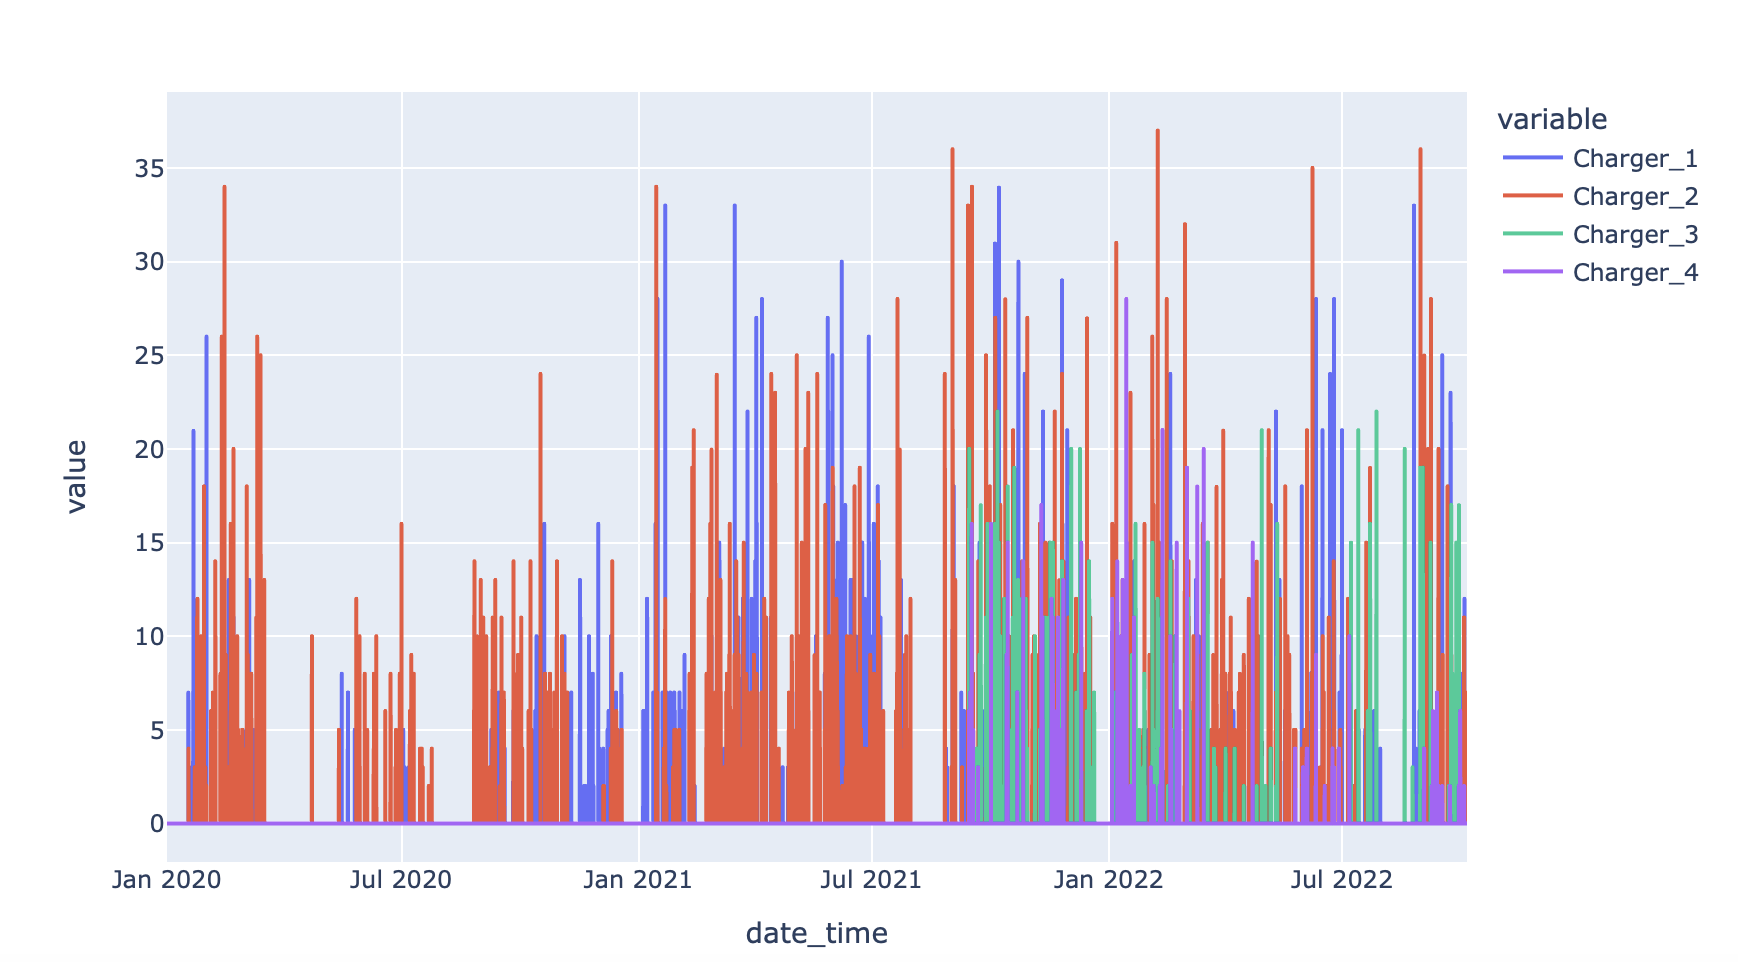 variable
Charger_1
Charger_2
Charger_3
Charger_4
35
30
25
20
15
10
5
0
value
Jan 2020 Jul 2020 Jan 2021 Jul 2021 Jan 2022 Jul 2022
date_time